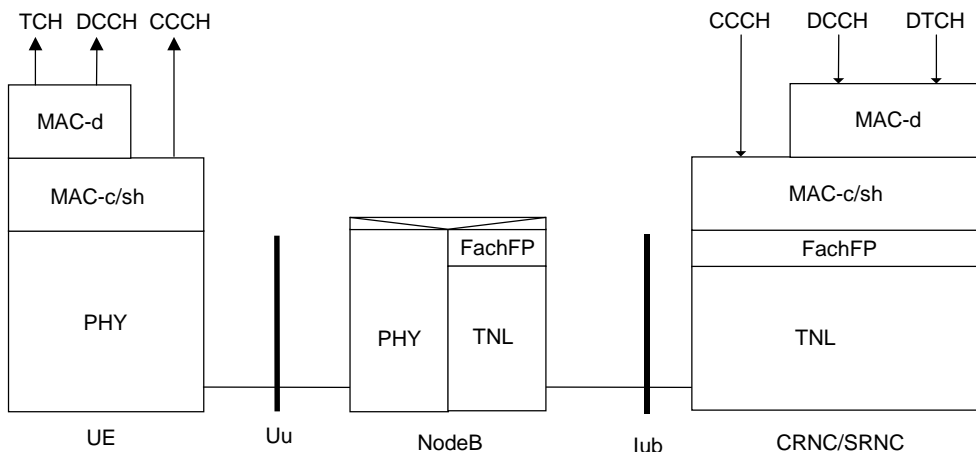 TCH DCCH CCCH
CCCH DCCH DTCH
MAC-d
MAC-d
MAC-c/sh
MAC-c/sh
FachFP
FachFP
PHY
PHY
TNL
TNL
UE
Uu
NodeB
Iub
CRNC/SRNC